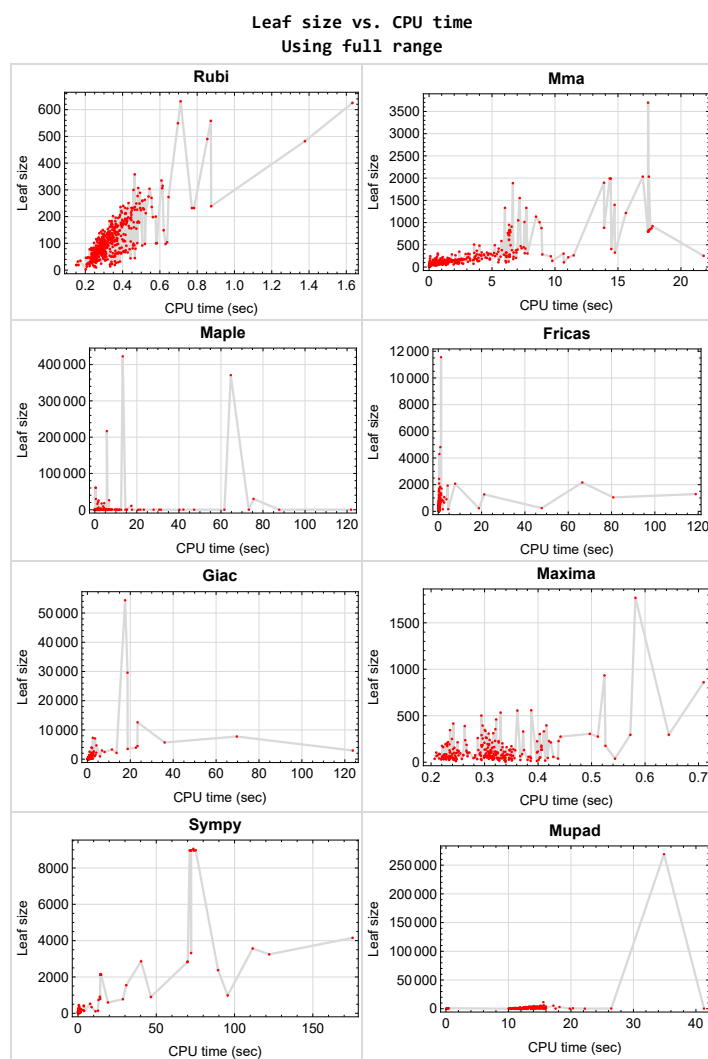 Leaf size vs. CPU time
Using full range
Rubi
600
500
400
300
200
100
0
Leaf size
0.2 0.4 0.6 0.8 1.0 1.2 1.4 1.6
CPU time (sec)
Mma
3500
3000
2500
2000
1500
1000
500
0
Leaf size
0 5 10 15 20
CPU time (sec)
Maple
400 000
300 000
200 000
100 000
0
Leaf size
0 20 40 60 80 100 120
CPU time (sec)
Fricas
12 000
10 000
8000
6000
4000
2000
0
Leaf size
0 20 40 60 80 100 120
CPU time (sec)
Giac
50 000
40 000
30 000
20 000
10 000
0
Leaf size
0 20 40 60 80 100 120
CPU time (sec)
Maxima
1500
1000
500
0
Leaf size
0.2 0.3 0.4 0.5 0.6 0.7
CPU time (sec)
Sympy
8000
6000
4000
2000
0
Leaf size
0 50 100 150
CPU time (sec)
Mupad
250 000
200 000
150 000
100 000
50 000
0
Leaf size
0 10 20 30 40
CPU time (sec)